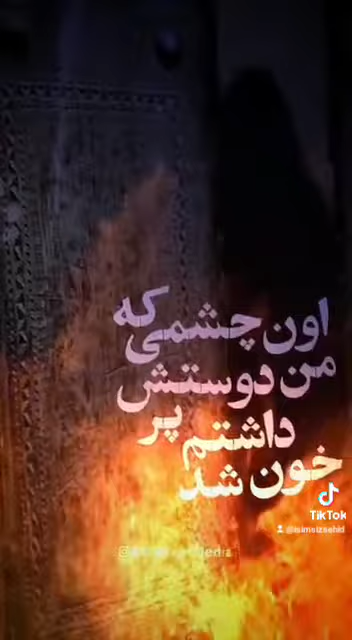 اون چشمی که
من دوستش
داشتم پر
خون شد
TikTok